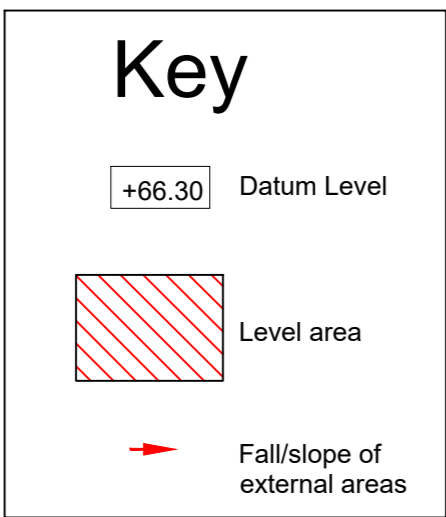 Key
+66.30 Datum Level
Level area
Fall/slope of
external areas